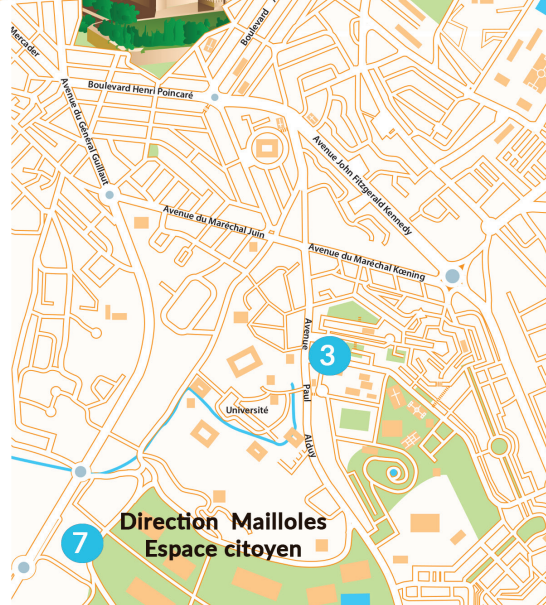 Mercader
Boulevard
Boulevard Henri Poincaré
Avenue du Général Guillaut
Avenue John Fitzgerald Kennedy
Avenue du Maréchal Juin
Avenue du Maréchal Kœning
Avenue Paul Alduy
3
Université
7
Direction Mailloles
Espace citoyen